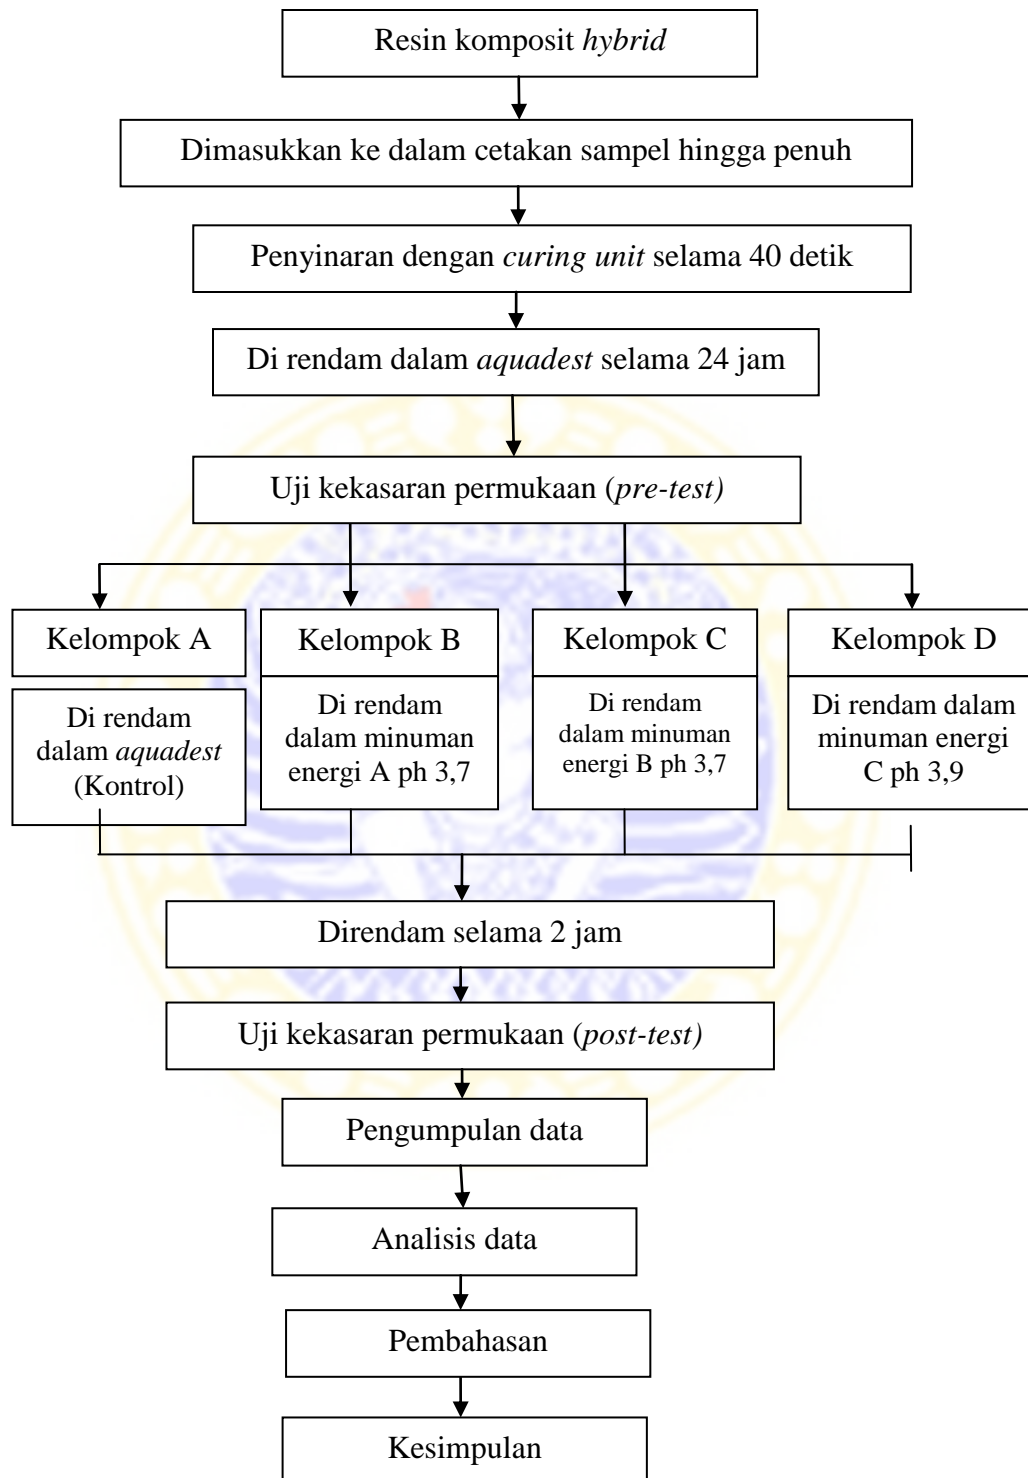 Resin komposit hybrid
Dimasukkan ke dalam cetakan sampel hingga penuh
Penyinaran dengan curing unit selama 40 detik
Di rendam dalam aquadest selama 24 jam
Uji kekasaran permukaan (pre-test)
Kelompok A
Di rendam
dalam aquadest
(Kontrol)
Kelompok B
Di rendam
dalam minuman
energi A ph 3,7
Kelompok C
Di rendam
dalam minuman
energi B ph 3,7
Kelompok D
Di rendam dalam
minuman energi
C ph 3,9
Direndam selama 2 jam
Uji kekasaran permukaan (post-test)
Pengumpulan data
Analisis data
Pembahasan
Kesimpulan